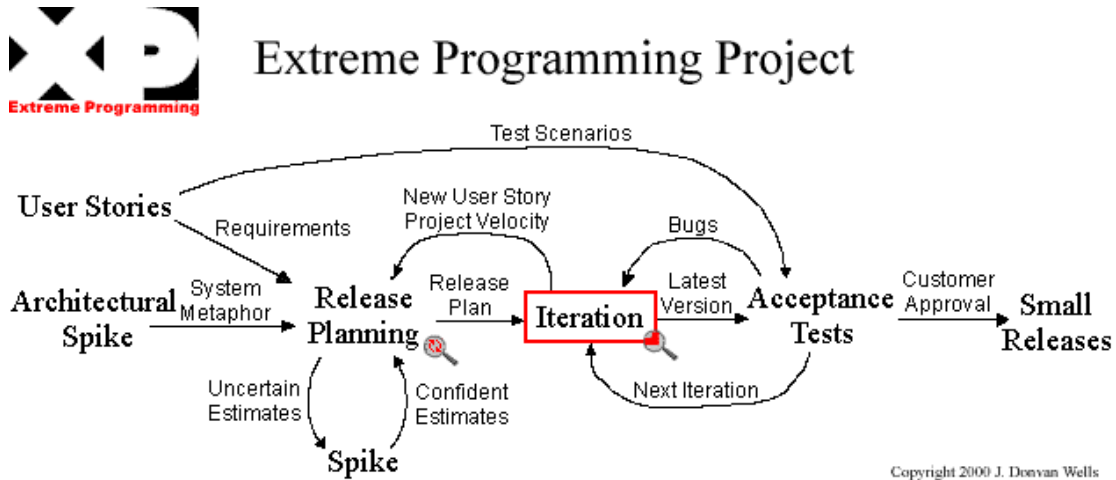 XP
Extreme Programming
Extreme Programming Project
Test Scenarios
User Stories
Requirements
New User Story
Project Velocity
Bugs
Architectural
Spike
System
Metaphor
Release
Planning
Release
Plan
Iteration
Latest
Version
Acceptance
Tests
Customer
Approval
Small
Releases
Uncertain
Estimates
Confident
Estimates
Next Iteration
Spike
Copyright 2000 J. Donvan Wells